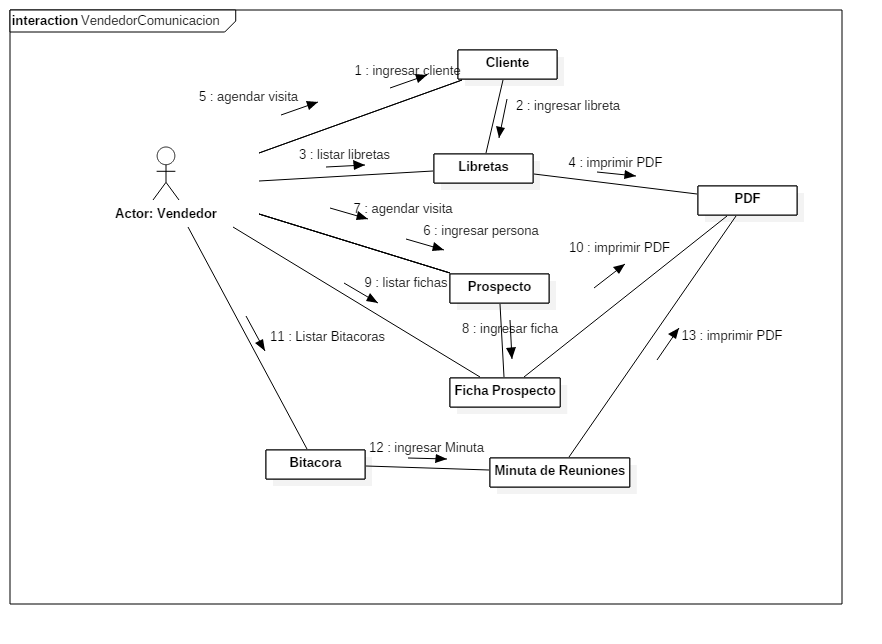 interaction VendedorComunicacion
Cliente
1 : ingresar cliente
5 : agendar visita
2 : ingresar libreta
3 : listar libretas
Libretas
4 : imprimir PDF
PDF
Actor: Vendedor
7 : agendar visita
6 : ingresar persona
10 : imprimir PDF
9 : listar fichas
Prospecto
8 : ingresar ficha
11 : Listar Bitacoras
13 : imprimir PDF
Ficha Prospecto
12 : ingresar Minuta
Bitacora
Minuta de Reuniones